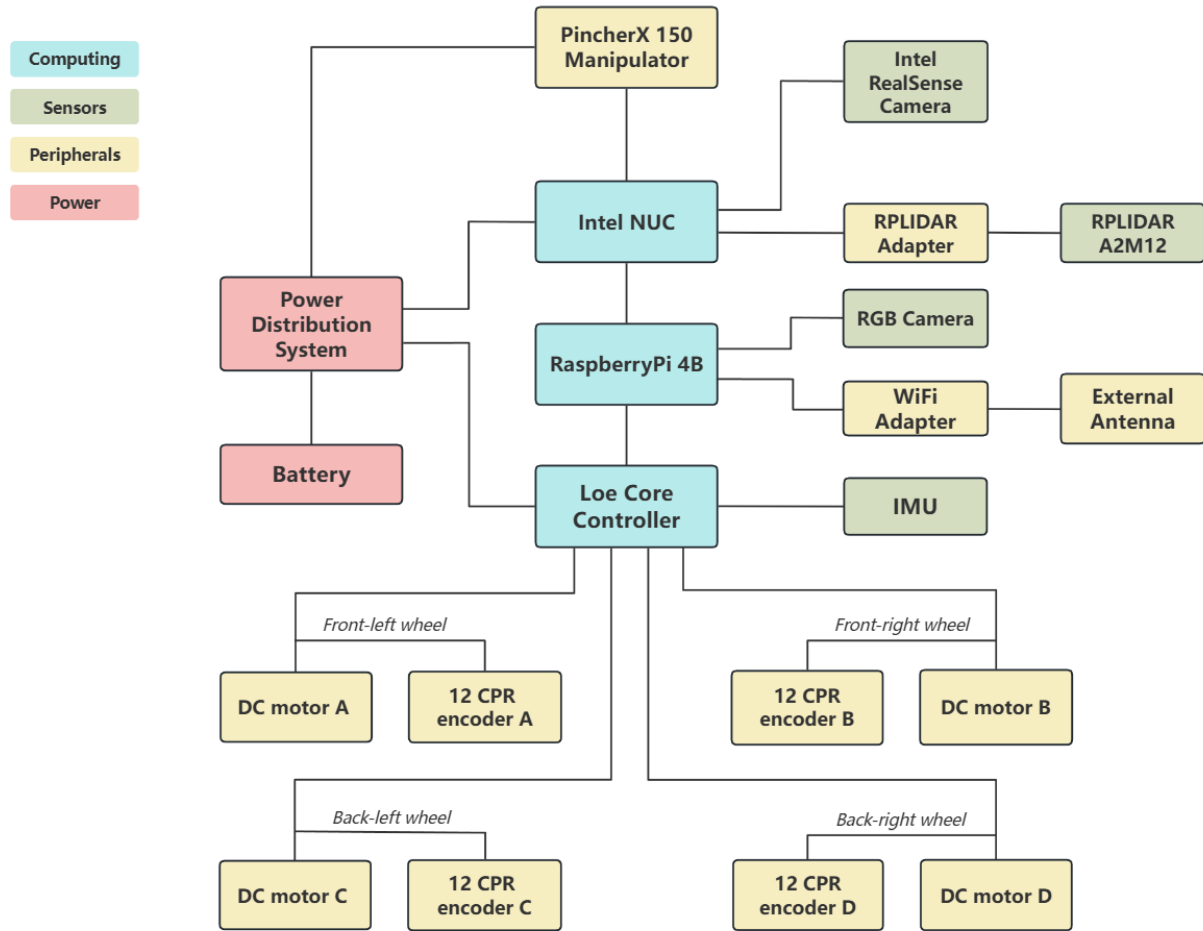 Computing
Sensors
Peripherals
Power
PincherX 150
Manipulator
Intel
RealSense
Camera
Intel NUC
RPLIDAR
Adapter
RPLIDAR
A2M12
Power
Distribution
System
RGB Camera
RaspberryPi 4B
WiFi
Adapter
External
Antenna
Battery
Loe Core
Controller
IMU
Front-left wheel
Front-right wheel
DC motor A
12 CPR
encoder A
12 CPR
encoder B
DC motor B
Back-left wheel
Back-right wheel
DC motor C
12 CPR
encoder C
12 CPR
encoder D
DC motor D